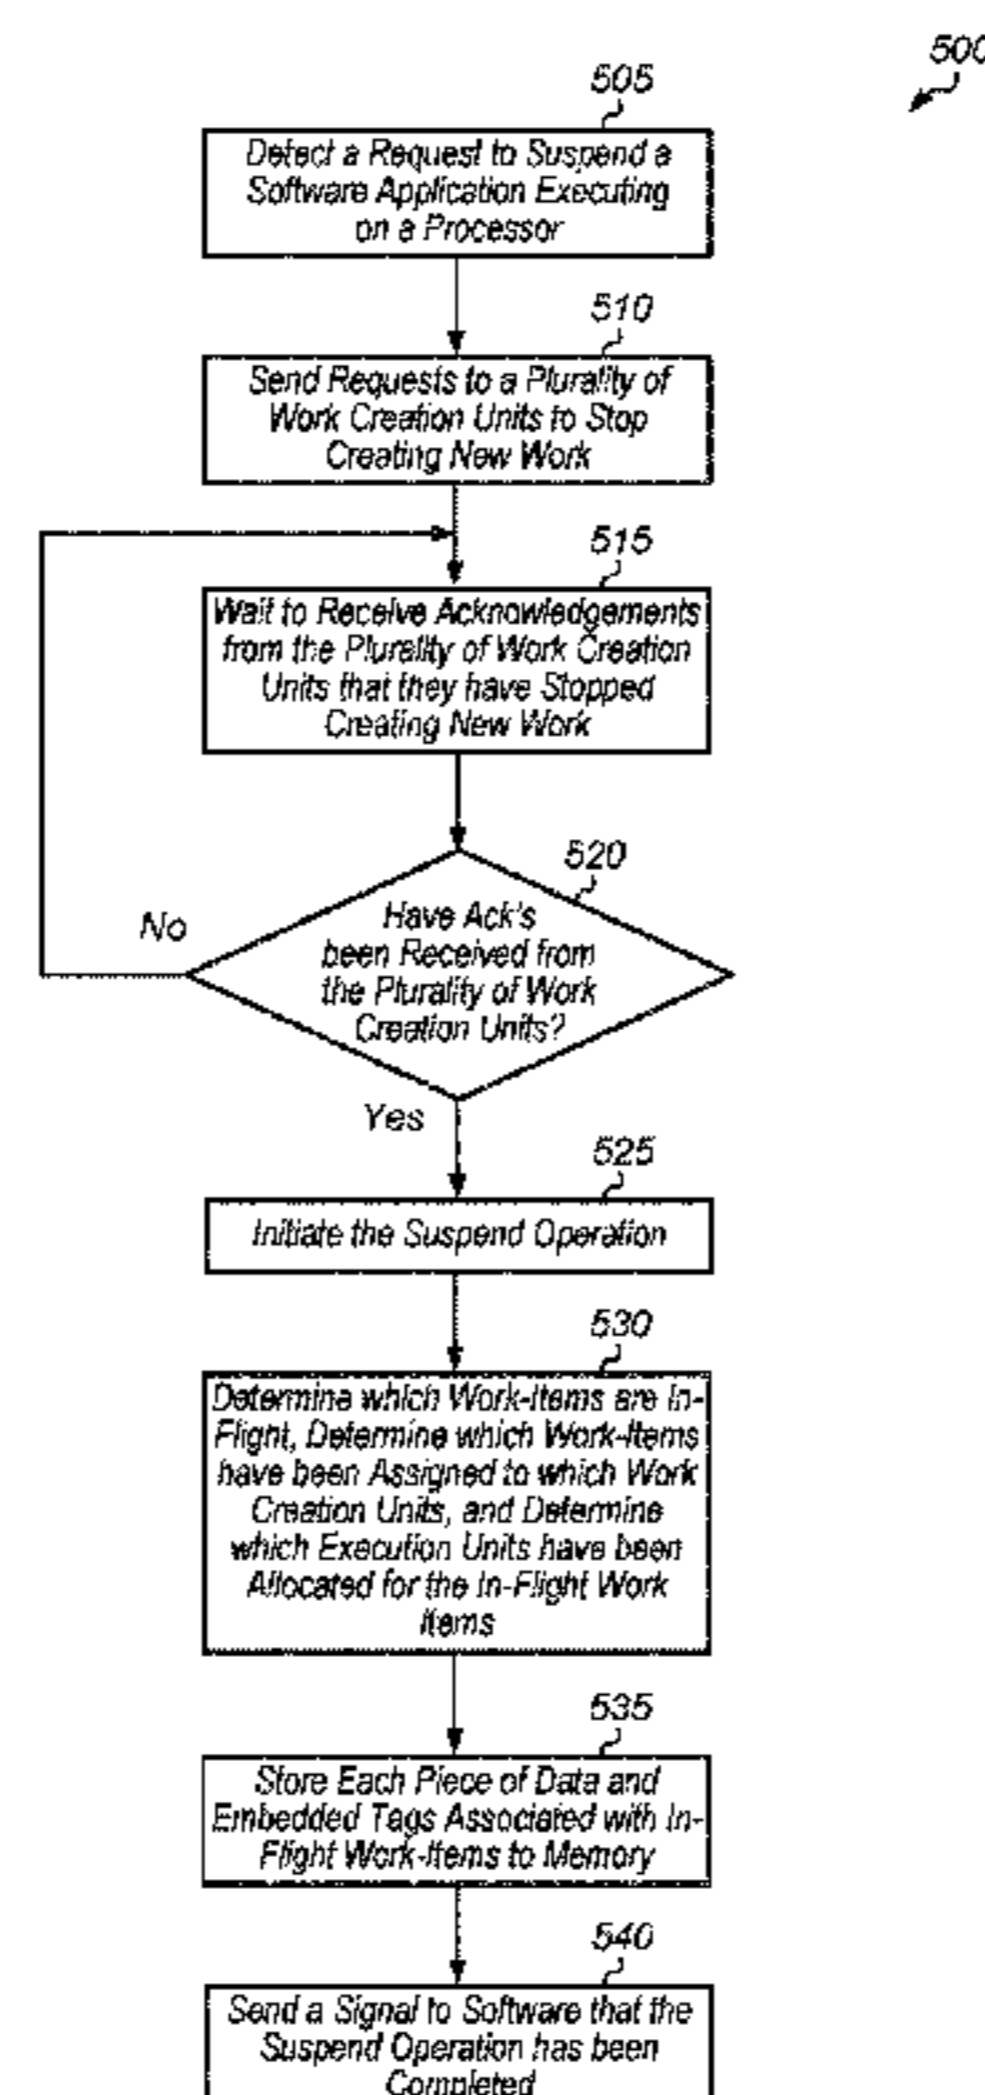 500
505
Detect a Request to Suspend a
Software Application Executing
on a Processor
510
Send Requests to a Plurality of
Work Creation Units to Stop
Creating New Work
515
Wait to Receive Acknowledgements
from the Plurality of Work Creation
Units that they have Stopped
Creating New Work
520
Have Ack's
been Received from
the Plurality of Work
Creation Units?
No
Yes
525
Initiate the Suspend Operation
530
Determine which Work-Items are In-
Flight, Determine which Work-Items
have been Assigned to which Work
Creation Units, and Determine
which Execution Units have been
Allocated for the In-Flight Work
Items
535
Store Each Piece of Data and
Embedded Tags Associated with In-
Flight Work-Items to Memory
540
Send a Signal to Software that the
Suspend Operation has been
Completed